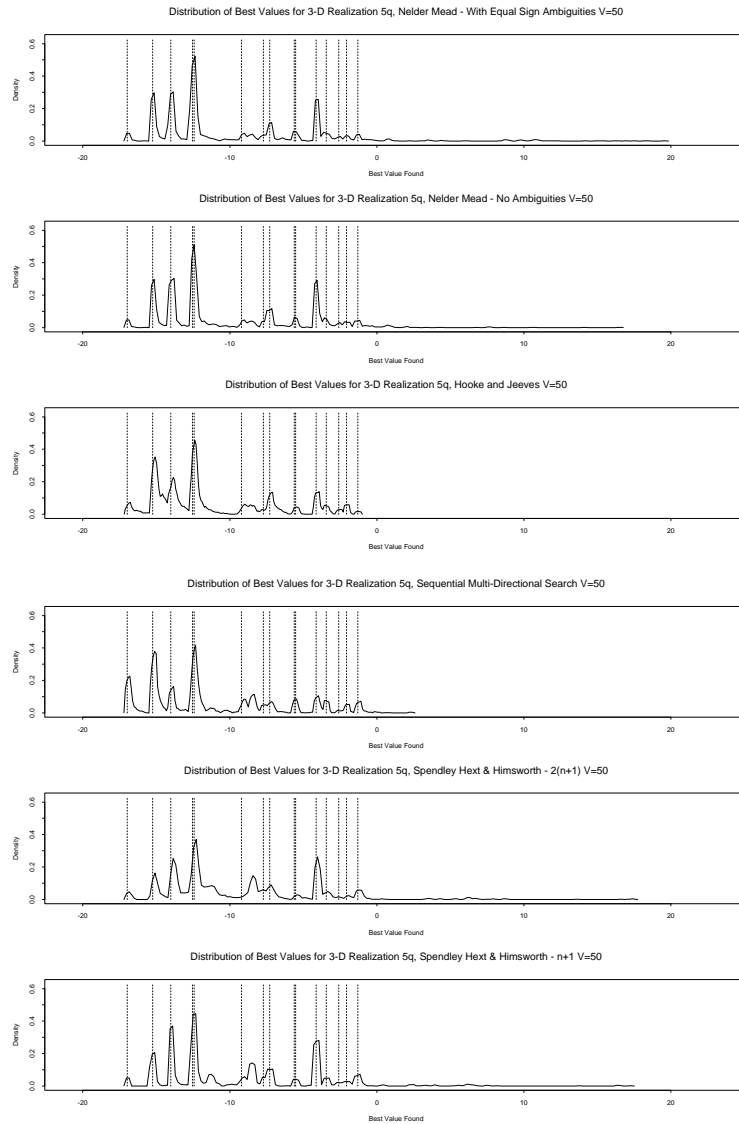 Distribution of Best Values for 3-D Realization 5q, Nelder Mead - With Equal Sign Ambiguities V=50
Density
0.6
0.4
0.2
0.0
-20 -10 0 10 20
Best Value Found
Distribution of Best Values for 3-D Realization 5q, Nelder Mead - No Ambiguities V=50
Density
0.6
0.4
0.2
0.0
-20 -10 0 10 20
Best Value Found
Distribution of Best Values for 3-D Realization 5q, Hooke and Jeeves V=50
Density
0.6
0.4
0.2
0.0
-20 -10 0 10 20
Best Value Found
Distribution of Best Values for 3-D Realization 5q, Sequential Multi-Directional Search V=50
Density
0.6
0.4
0.2
0.0
-20 -10 0 10 20
Best Value Found
Distribution of Best Values for 3-D Realization 5q, Spendley Hext & Himsworth - 2(n+1) V=50
Density
0.6
0.4
0.2
0.0
-20 -10 0 10 20
Best Value Found
Distribution of Best Values for 3-D Realization 5q, Spendley Hext & Himsworth - n+1 V=50
Density
0.6
0.4
0.2
0.0
-20 -10 0 10 20
Best Value Found